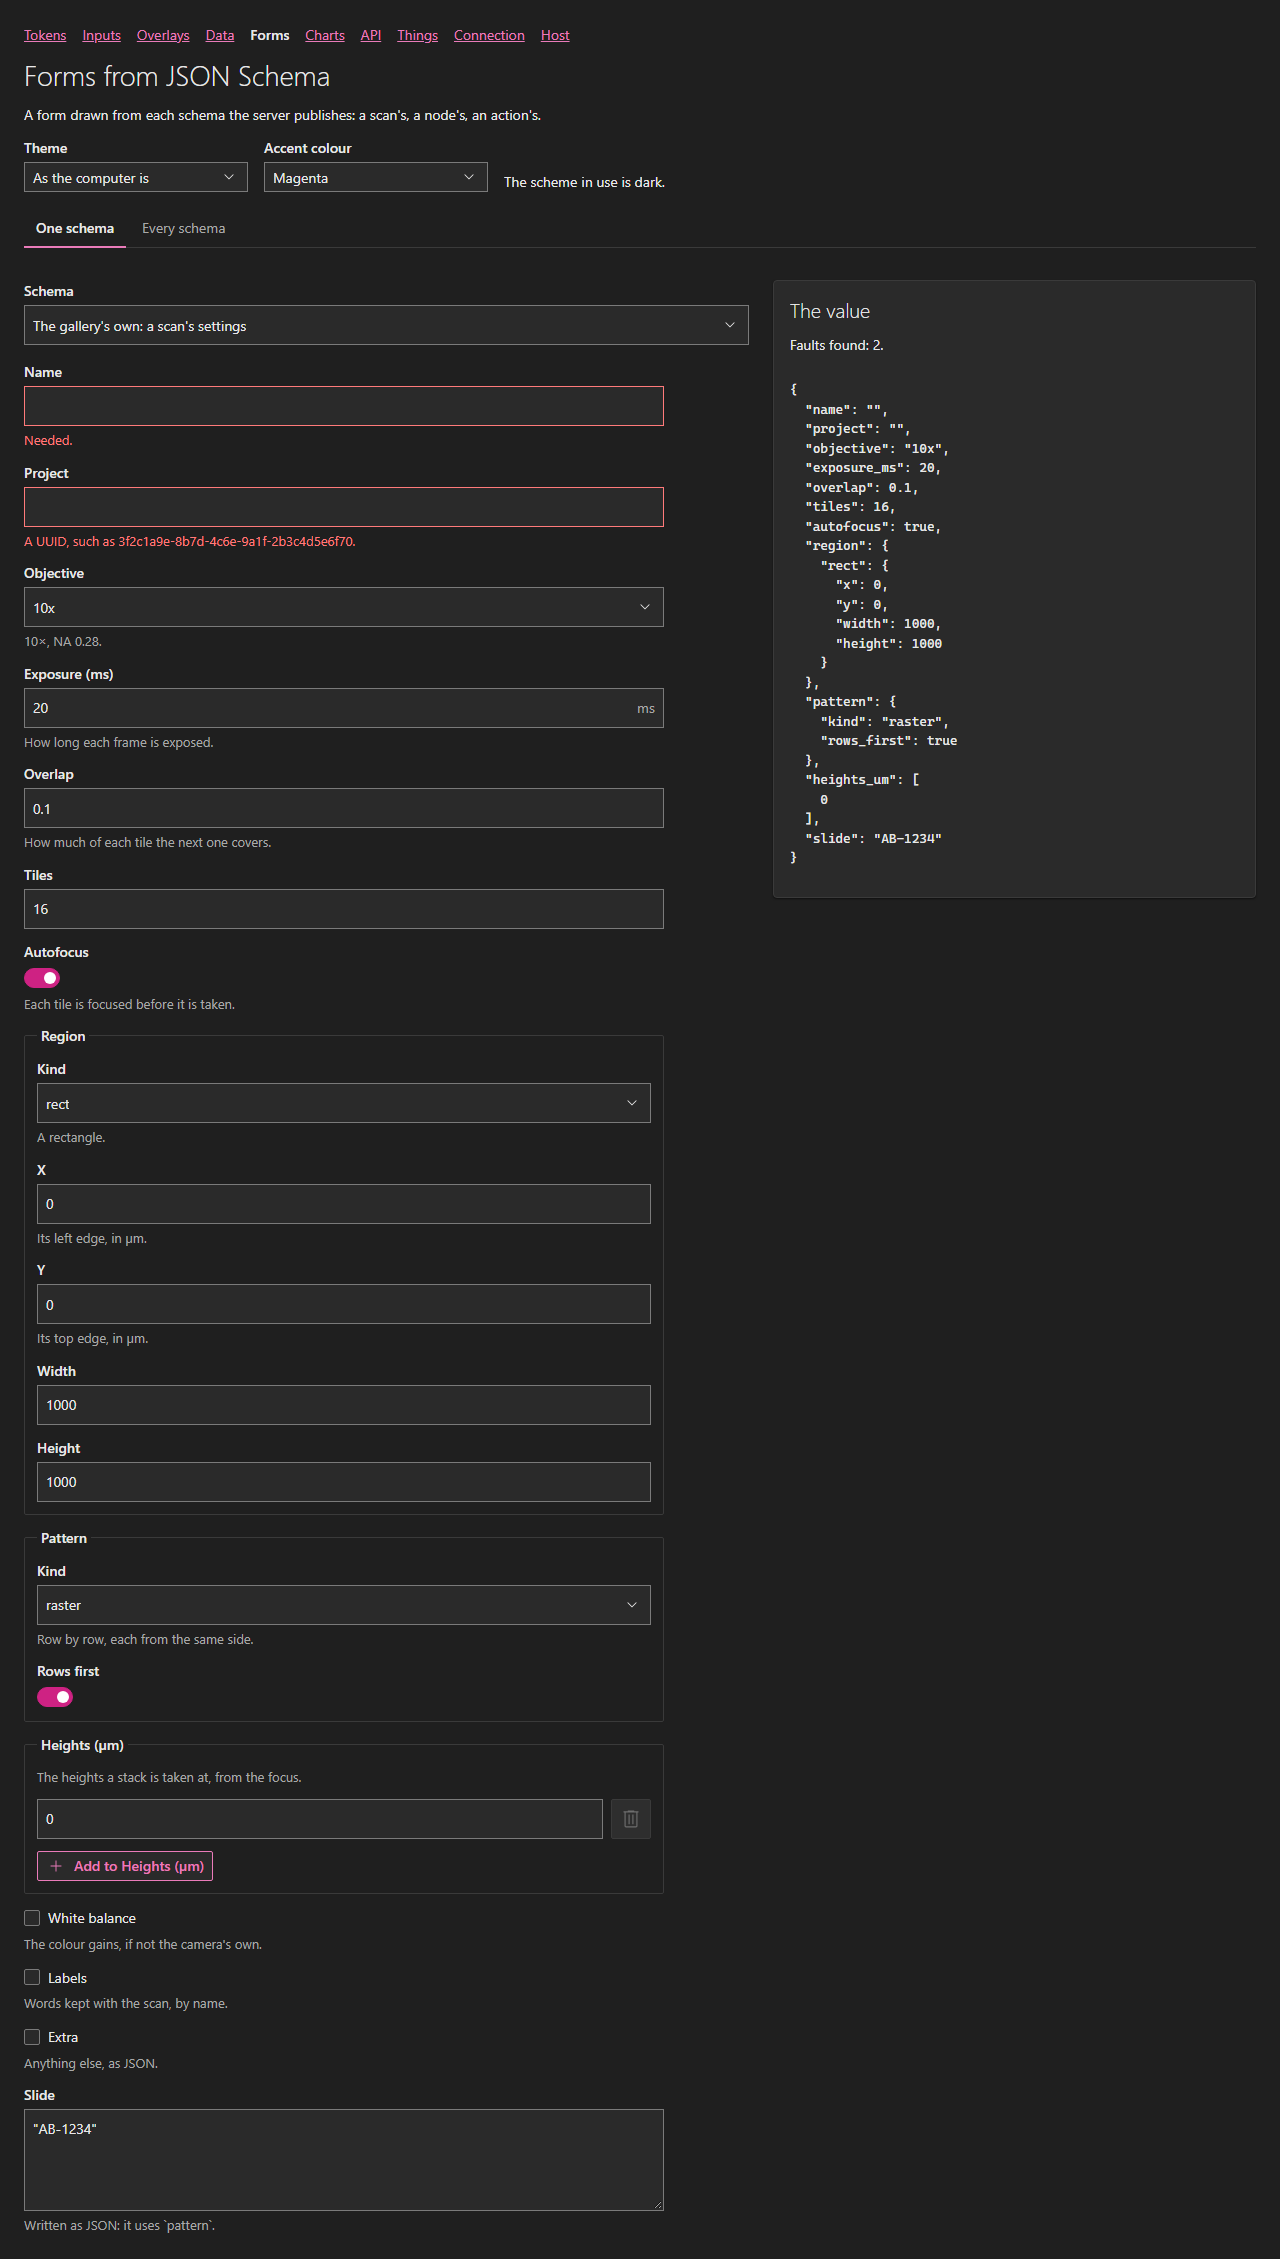 Tokens Inputs Overlays Data Forms Charts API Things Connection Host
Forms from JSON Schema
A form drawn from each schema the server publishes: a scan's, a node's, an action's.
Theme
As the computer is
Accent colour
Magenta
The scheme in use is dark.
One schema Every schema
Schema
The gallery's own: a scan's settings
Name
Needed.
Project
A UUID, such as 3f2c1a9e-8b7d-4c6e-9a1f-2b3c4d5e6f70.
Objective
10x
10×, NA 0.28.
Exposure (ms)
20 ms
How long each frame is exposed.
Overlap
0.1
How much of each tile the next one covers.
Tiles
16
Autofocus
Each tile is focused before it is taken.
Region
Kind
rect
A rectangle.
X
0
Its left edge, in µm.
Y
0
Its top edge, in µm.
Width
1000
Height
1000
Pattern
Kind
raster
Row by row, each from the same side.
Rows first
Heights (µm)
The heights a stack is taken at, from the focus.
0
Add to Heights (µm)
White balance
The colour gains, if not the camera's own.
Labels
Words kept with the scan, by name.
Extra
Anything else, as JSON.
Slide
"AB-1234"
Written as JSON: it uses `pattern`.
The value
Faults found: 2.
{
"name": "",
"project": "",
"objective": "10x",
"exposure_ms": 20,
"overlap": 0.1,
"tiles": 16,
"autofocus": true,
"region": {
"rect": {
"x": 0,
"y": 0,
"width": 1000,
"height": 1000
}
},
"pattern": {
"kind": "raster",
"rows_first": true
},
"heights_um": [
0
],
"slide": "AB-1234"
}